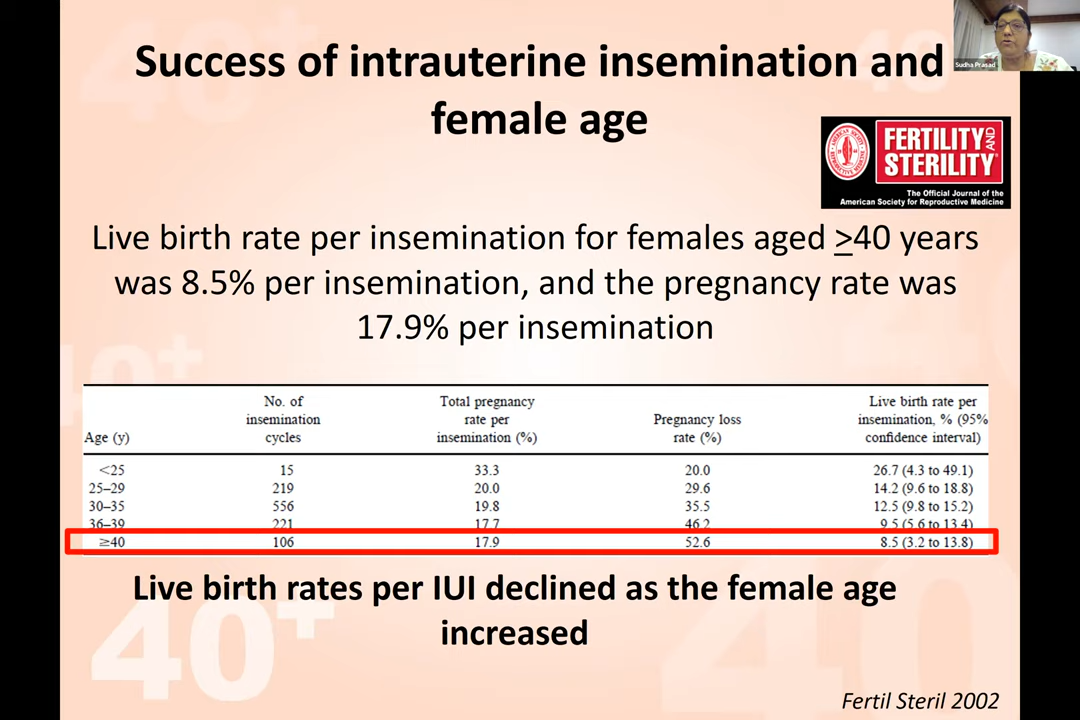 Success of intrauterine insemination and
female age
Sudha Prasad
FERTILITY AND
STERILITY
The Official Journal of the
American Society for Reproductive Medicine
Live birth rate per insemination for females aged ≥40 years
was 8.5% per insemination, and the pregnancy rate was
17.9% per insemination
Age (y) No. of insemination cycles Total pregnancy rate per insemination (%) Pregnancy loss rate (%) Live birth rate per insemination, % (95% confidence interval)
<25 15 33.3 20.0 26.7 (4.3 to 49.1)
25–29 219 20.0 29.6 14.2 (9.6 to 18.8)
30–35 556 19.8 35.5 12.5 (9.8 to 15.2)
36–39 221 17.7 46.2 9.5 (5.6 to 13.4)
≥40 106 17.9 52.6 8.5 (3.2 to 13.8)
Live birth rates per IUI declined as the female age
increased
40+
Fertil Steril 2002